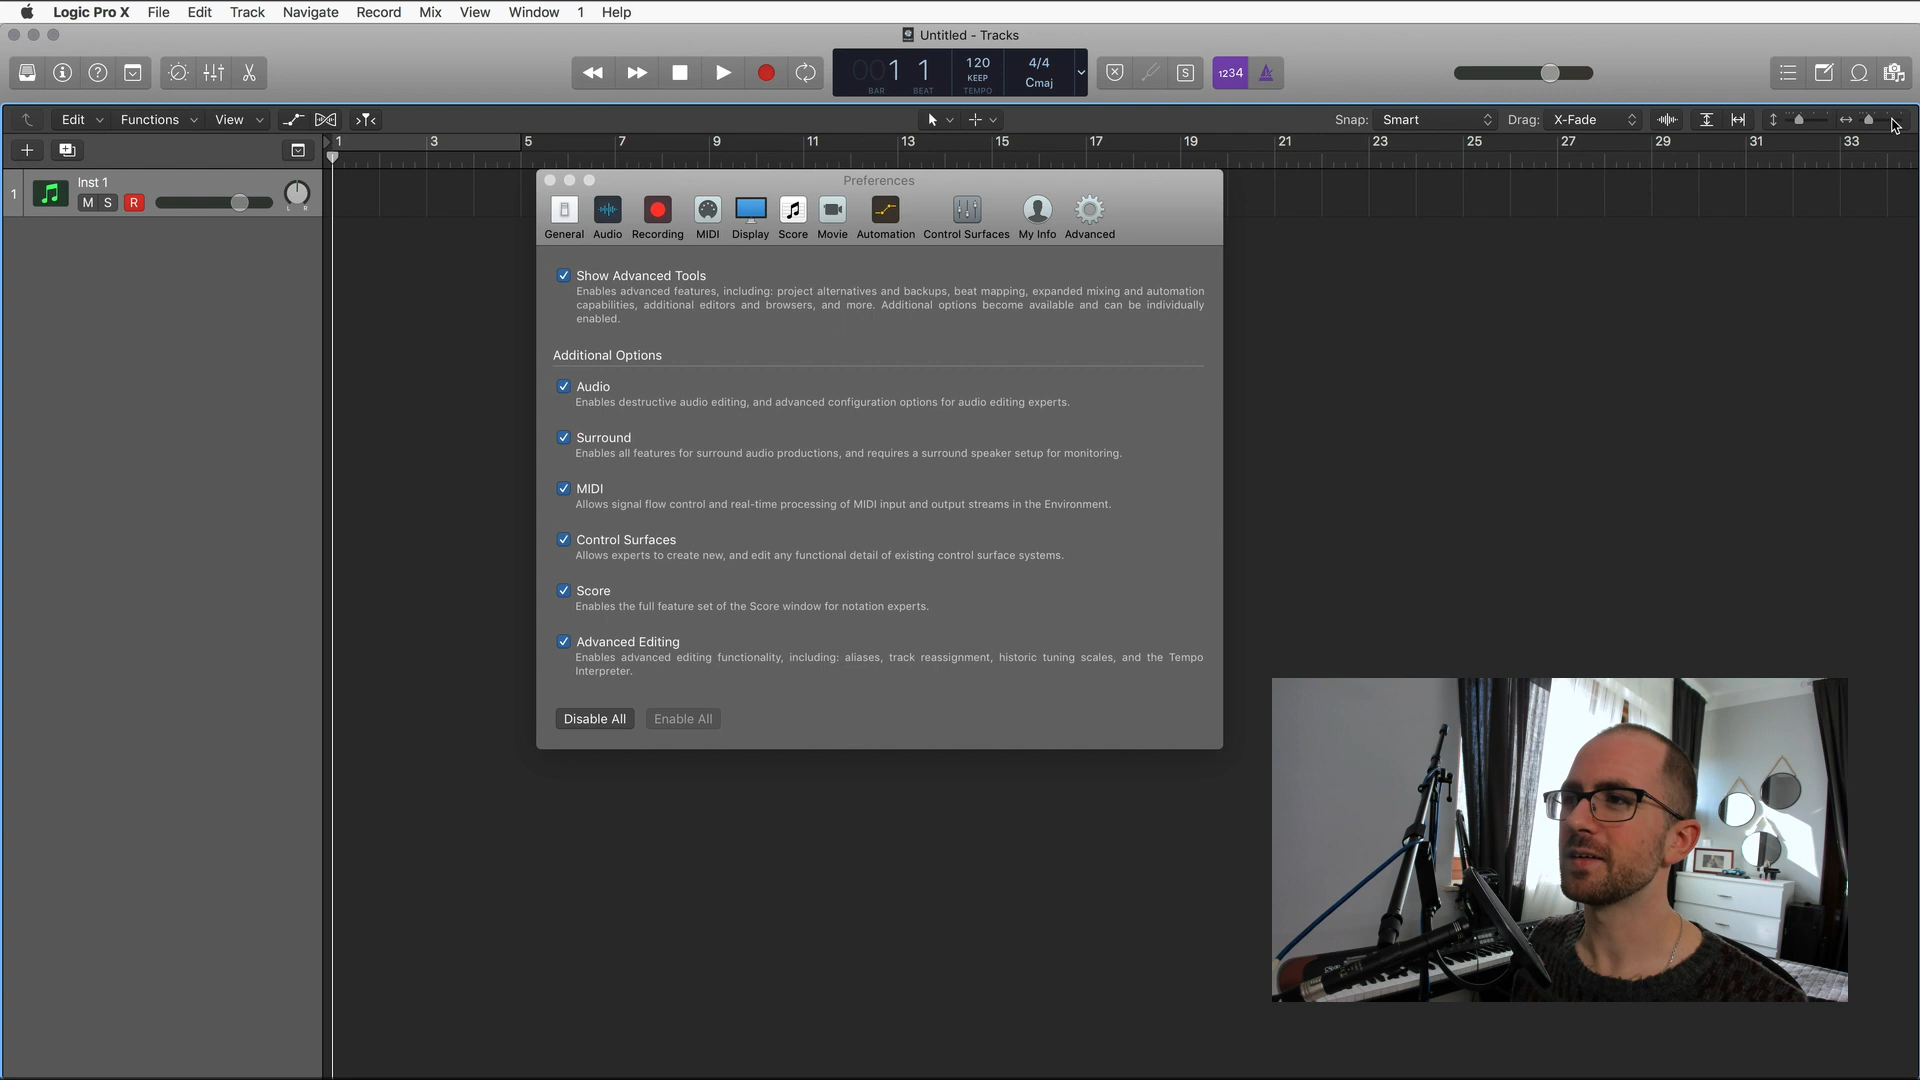 Logic Pro X File Edit Track Navigate Record Mix View Window 1 Help
Untitled - Tracks
001 1 120 4/4
KEEP Cmaj
BAR BEAT TEMPO
S 1234
Edit Functions View Snap: Smart Drag: X-Fade
1 3 5 7 9 11 13 15 17 19 21 23 25 27 29 31 33
1 Inst 1
M S R
L R
Preferences
General Audio Recording MIDI Display Score Movie Automation Control Surfaces My Info Advanced
Show Advanced Tools
Enables advanced features, including: project alternatives and backups, beat mapping, expanded mixing and automation
capabilities, additional editors and browsers, and more. Additional options become available and can be individually
enabled.
Additional Options
Audio
Enables destructive audio editing, and advanced configuration options for audio editing experts.
Surround
Enables all features for surround audio productions, and requires a surround speaker setup for monitoring.
MIDI
Allows signal flow control and real-time processing of MIDI input and output streams in the Environment.
Control Surfaces
Allows experts to create new, and edit any functional detail of existing control surface systems.
Score
Enables the full feature set of the Score window for notation experts.
Advanced Editing
Enables advanced editing functionality, including: aliases, track reassignment, historic tuning scales, and the Tempo
Interpreter.
Disable All Enable All